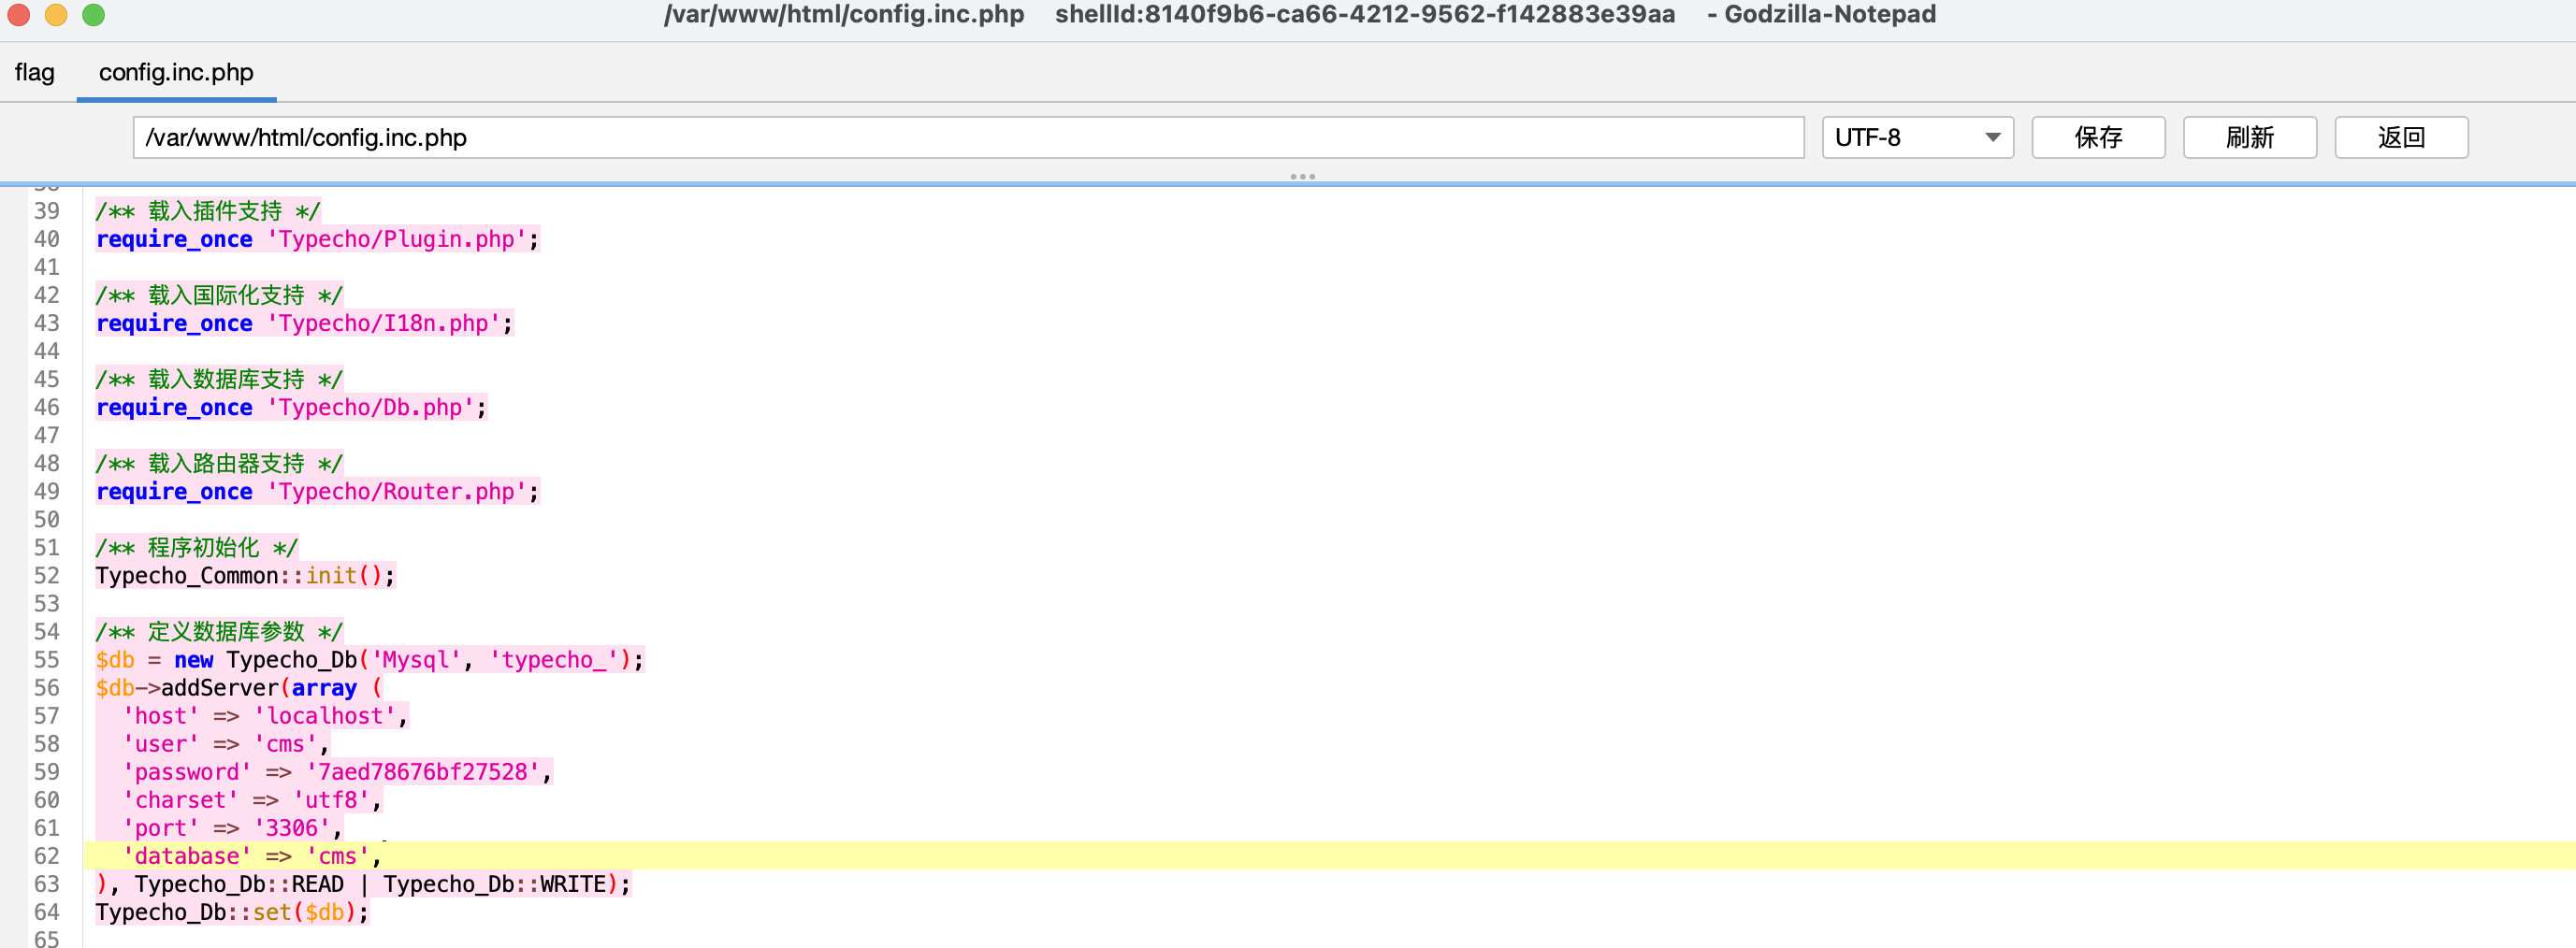 /var/www/html/config.inc.php shellId:8140f9b6-ca66-4212-9562-f142883e39aa - Godzilla-Notepad
flag config.inc.php
/var/www/html/config.inc.php UTF-8 保存 刷新 返回
39 /** 载入插件支持 */
40 require_once 'Typecho/Plugin.php';
41
42 /** 载入国际化支持 */
43 require_once 'Typecho/I18n.php';
44
45 /** 载入数据库支持 */
46 require_once 'Typecho/Db.php';
47
48 /** 载入路由器支持 */
49 require_once 'Typecho/Router.php';
50
51 /** 程序初始化 */
52 Typecho_Common::init();
53
54 /** 定义数据库参数 */
55 $db = new Typecho_Db('Mysql', 'typecho_');
56 $db->addServer(array (
57   'host' => 'localhost',
58   'user' => 'cms',
59   'password' => '7aed78676bf27528',
60   'charset' => 'utf8',
61   'port' => '3306',
62   'database' => 'cms',
63 ), Typecho_Db::READ | Typecho_Db::WRITE);
64 Typecho_Db::set($db);
65